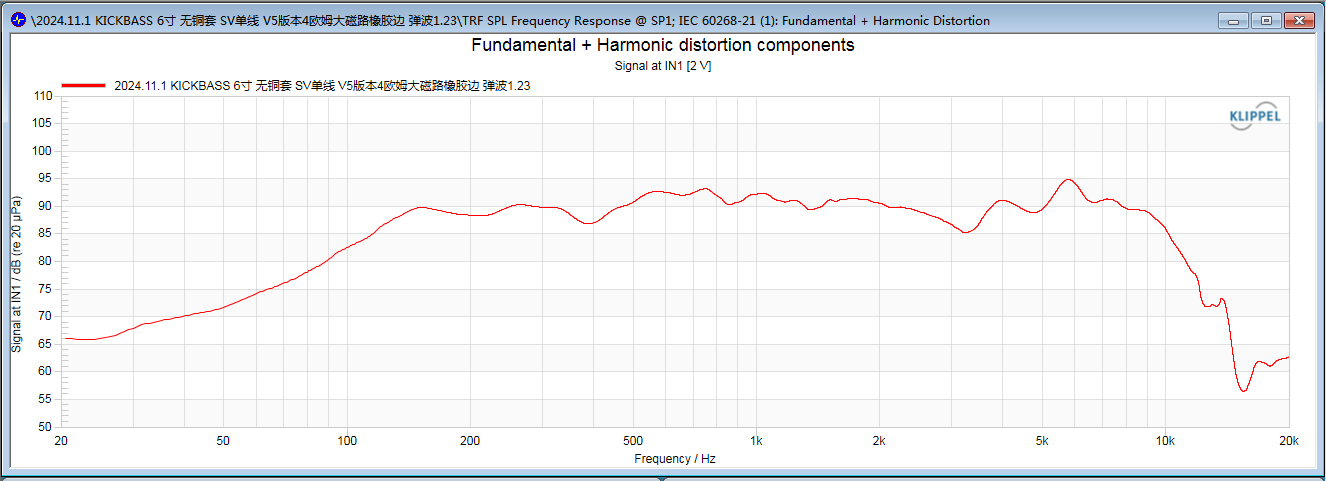 \2024.11.1 KICKBASS 6寸 无铜套 SV单线 V5版本4欧姆大磁路橡胶边 弹波1.23\TRF SPL Frequency Response @ SP1; IEC 60268-21 (1): Fundamental + Harmonic Distortion
Fundamental + Harmonic distortion components
Signal at IN1 [2 V]
2024.11.1 KICKBASS 6寸 无铜套 SV单线 V5版本4欧姆大磁路橡胶边 弹波1.23
KLIPPEL
Signal at IN1 / dB (re 20 µPa)
110
105
100
95
90
85
80
75
70
65
60
55
50
20 50 100 200 500 1k 2k 5k 10k 20k
Frequency / Hz